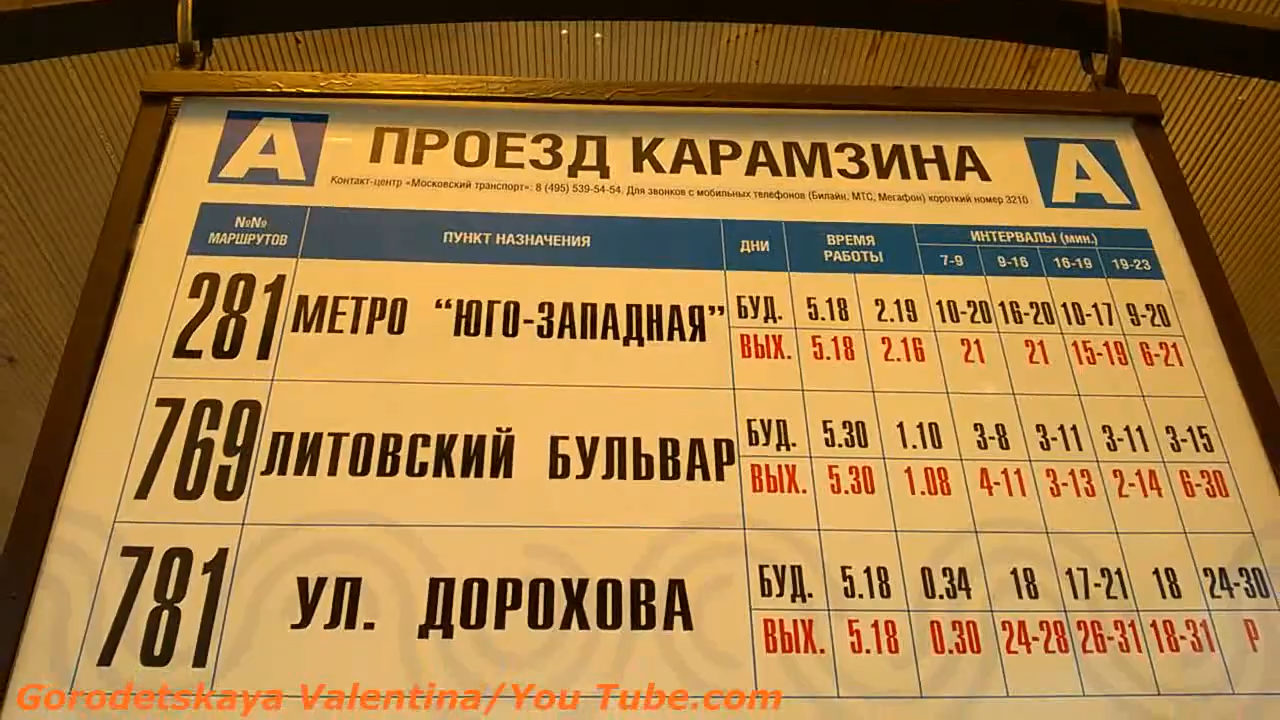 А ПРОЕЗД КАРАМЗИНА А
Контакт-центр «Московский транспорт»: 8 (495) 539-54-54. Для звонков с мобильных телефонов (Билайн, МТС, Мегафон) короткий номер 3210
№№ МАРШРУТОВ ПУНКТ НАЗНАЧЕНИЯ ДНИ ВРЕМЯ РАБОТЫ ИНТЕРВАЛЫ (мин.)
7-9 9-16 16-19 19-23
281 МЕТРО “ЮГО-ЗАПАДНАЯ” БУД. 5.18 2.19 10-20 16-20 10-17 9-20
ВЫХ. 5.18 2.16 21 21 15-19 6-21
769 ЛИТОВСКИЙ БУЛЬВАР БУД. 5.30 1.10 3-8 3-11 3-11 3-15
ВЫХ. 5.30 1.08 4-11 3-13 2-14 6-30
781 УЛ. ДОРОХОВА БУД. 5.18 0.34 18 17-21 18 24-30
ВЫХ. 5.18 0.30 24-28 26-31 18-31 Р
Gorodetskaya Valentina/You Tube.com